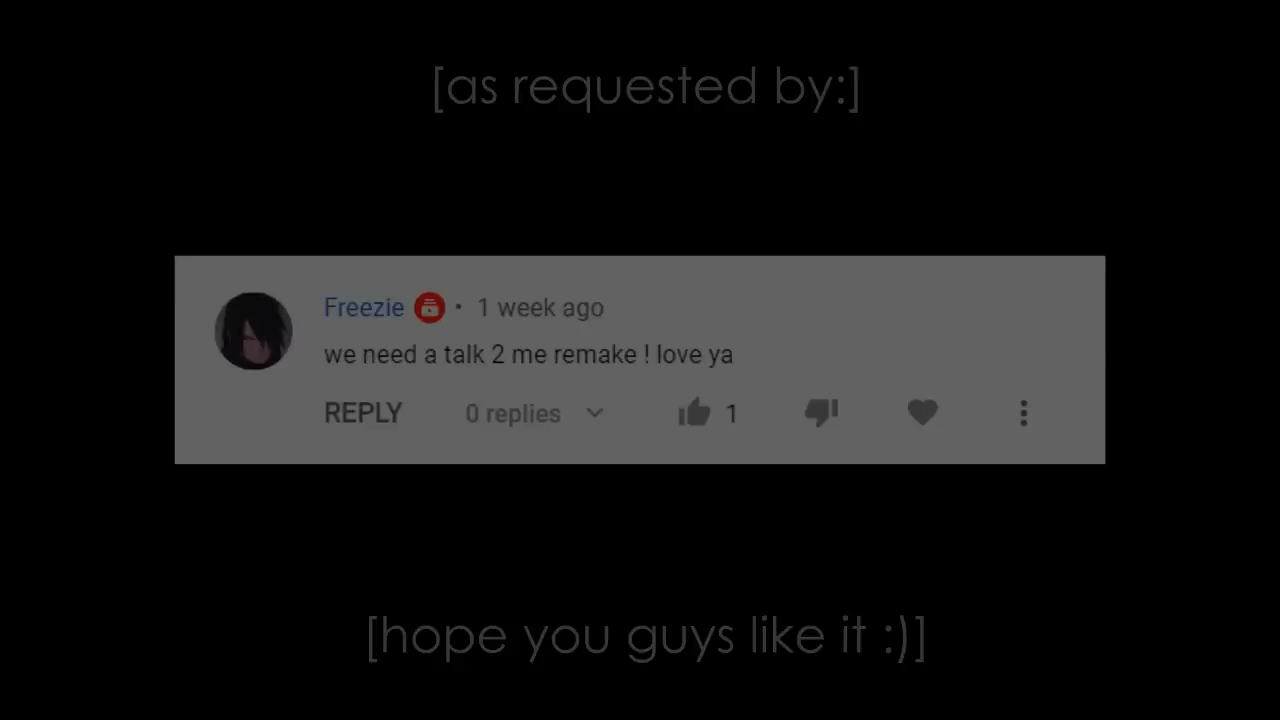 [as requested by:]
Freezie • 1 week ago
we need a talk 2 me remake ! love ya
REPLY 0 replies 1
[hope you guys like it :)]